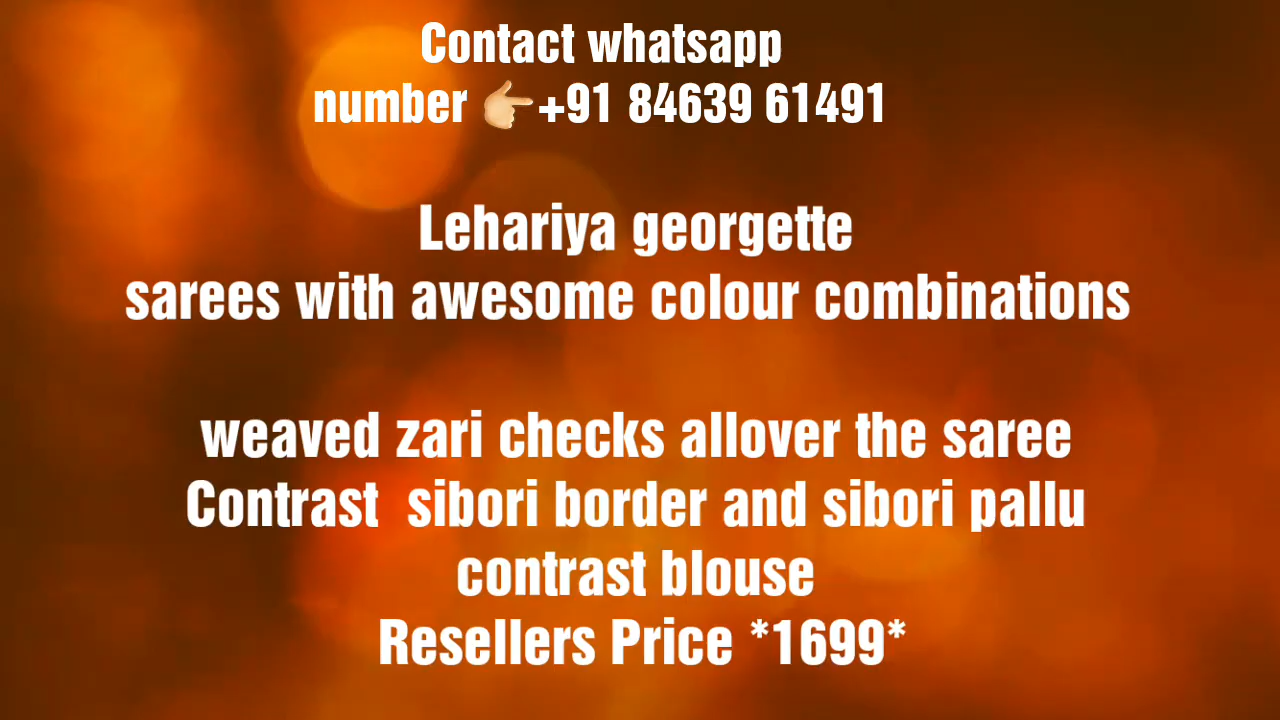 Contact whatsapp
number 👉🏼+91 84639 61491
Lehariya georgette
sarees with awesome colour combinations
weaved zari checks allover the saree
Contrast  sibori border and sibori pallu
contrast blouse
Resellers Price *1699*